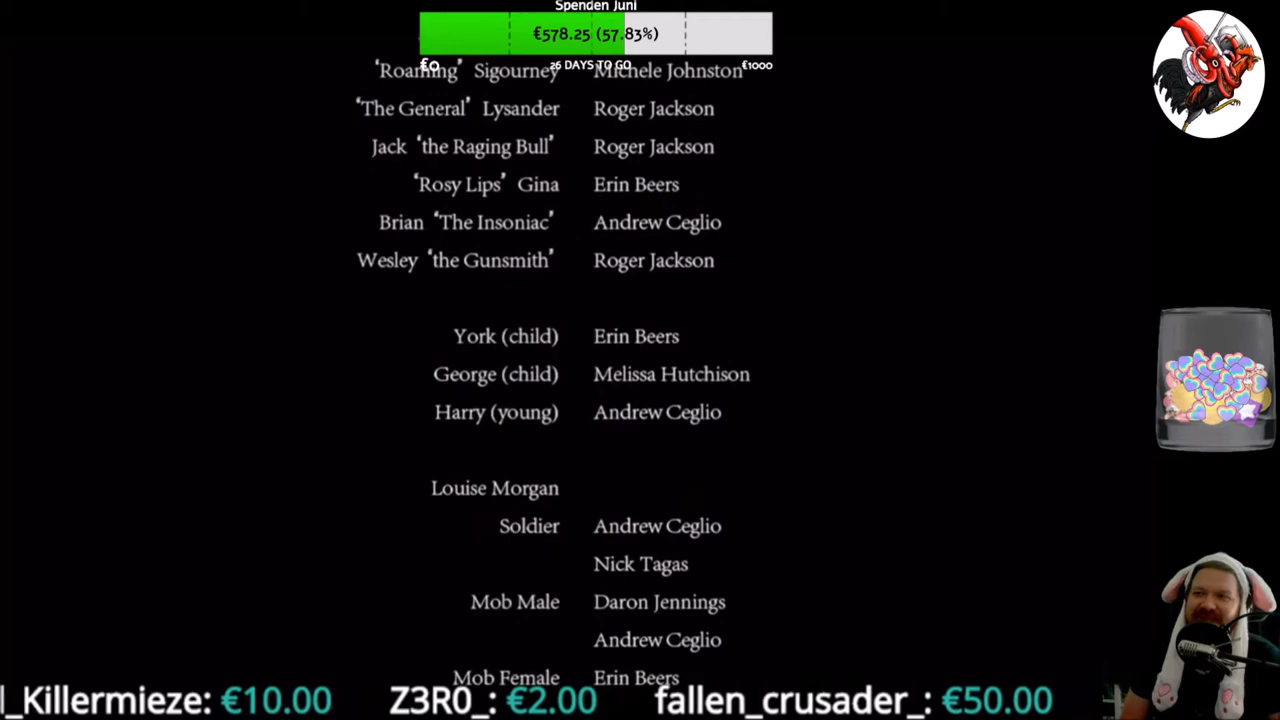 Spenden Juni
€578.25 (57.83%)
€0 26 DAYS TO GO €1000
‘Roaming’ Sigourney Michele Johnston
‘The General’ Lysander Roger Jackson
Jack ‘the Raging Bull’ Roger Jackson
‘Rosy Lips’ Gina Erin Beers
Brian ‘The Insoniac’ Andrew Ceglio
Wesley ‘the Gunsmith’ Roger Jackson
York (child) Erin Beers
George (child) Melissa Hutchison
Harry (young) Andrew Ceglio
Louise Morgan
Soldier Andrew Ceglio
Nick Tagas
Mob Male Daron Jennings
Andrew Ceglio
Mob Female Erin Beers
l_Killermieze: €10.00 Z3R0_: €2.00 fallen_crusader_: €50.00